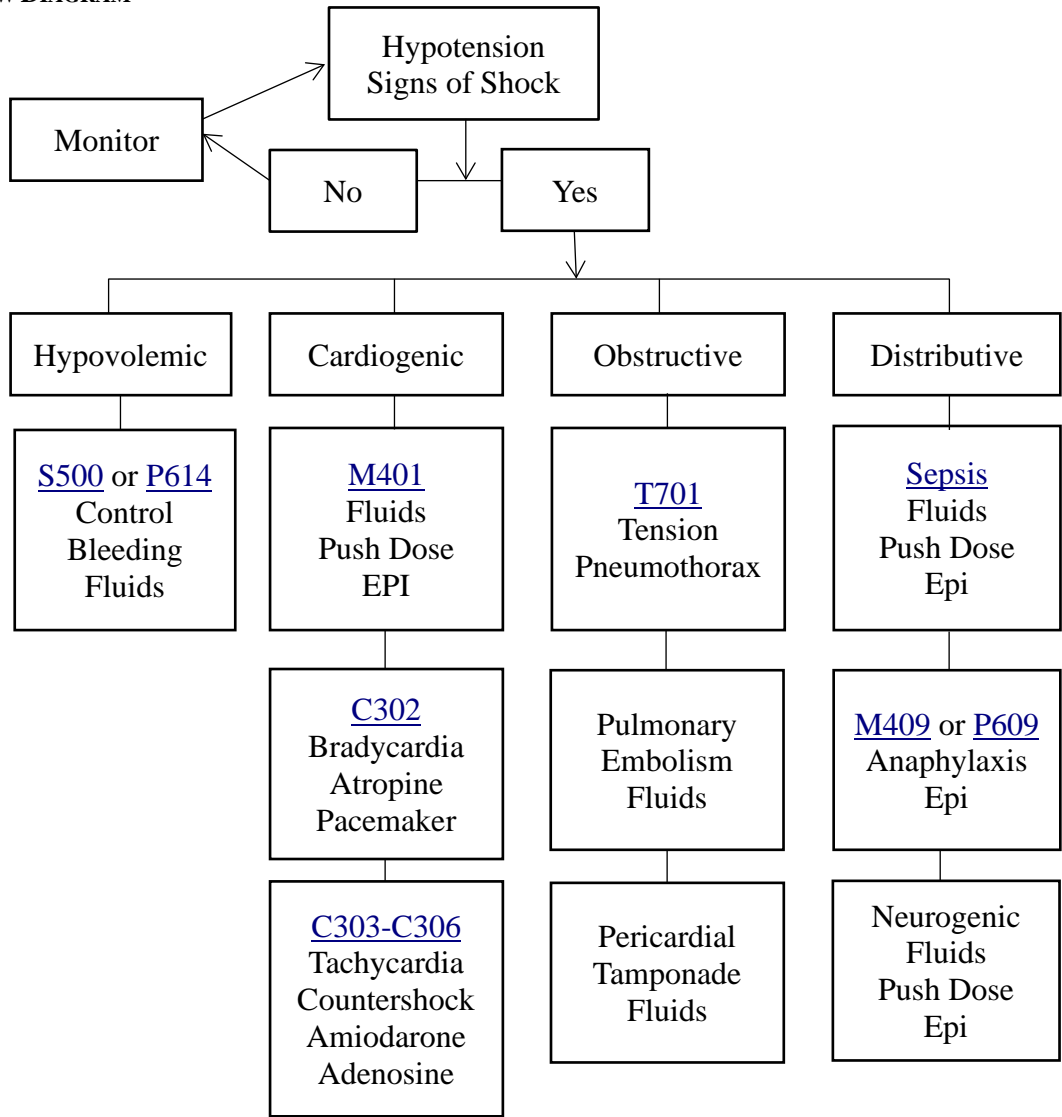 Hypotension
Signs of Shock
Monitor
No
Yes
Hypovolemic
Cardiogenic
Obstructive
Distributive
S500 or P614
Control
Bleeding
Fluids
M401
Fluids
Push Dose
EPI
T701
Tension
Pneumothorax
Sepsis
Fluids
Push Dose
Epi
C302
Bradycardia
Atropine
Pacemaker
Pulmonary
Embolism
Fluids
M409 or P609
Anaphylaxis
Epi
C303-C306
Tachycardia
Countershock
Amiodarone
Adenosine
Pericardial
Tamponade
Fluids
Neurogenic
Fluids
Push Dose
Epi